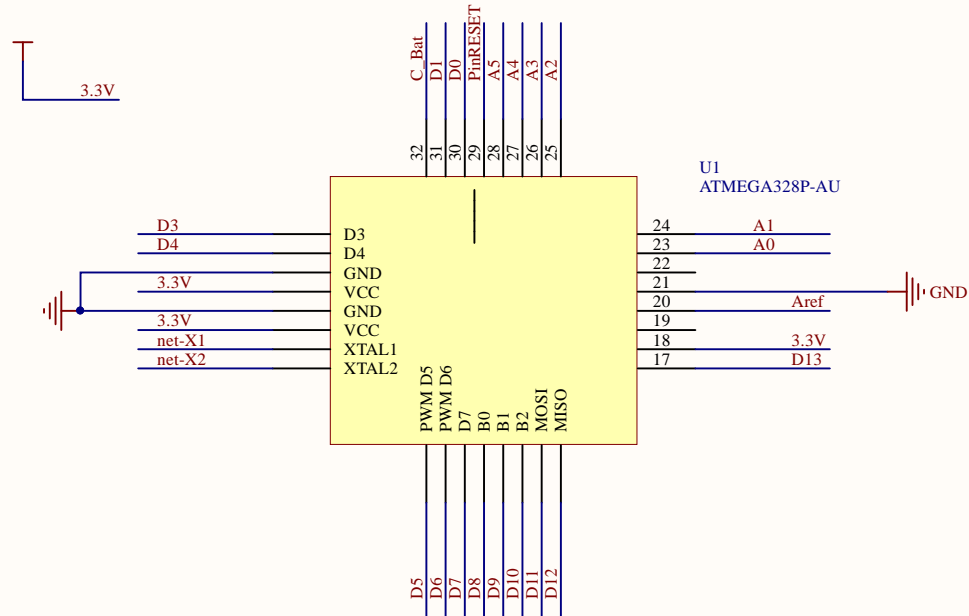 3.3V
C_Bat
D1
D0
PinRESET
A5
A4
A3
A2
32
31
30
29
28
27
26
25
U1
ATMEGA328P-AU
D3 D3 24 A1
D4 D4 23 A0
GND 22
3.3V VCC 21 GND
GND 20 Aref
3.3V VCC 19
net-X1 XTAL1 18 3.3V
net-X2 XTAL2 17 D13
PWM D5
PWM D6
D7
B0
B1
B2
MOSI
MISO
D5
D6
D7
D8
D9
D10
D11
D12